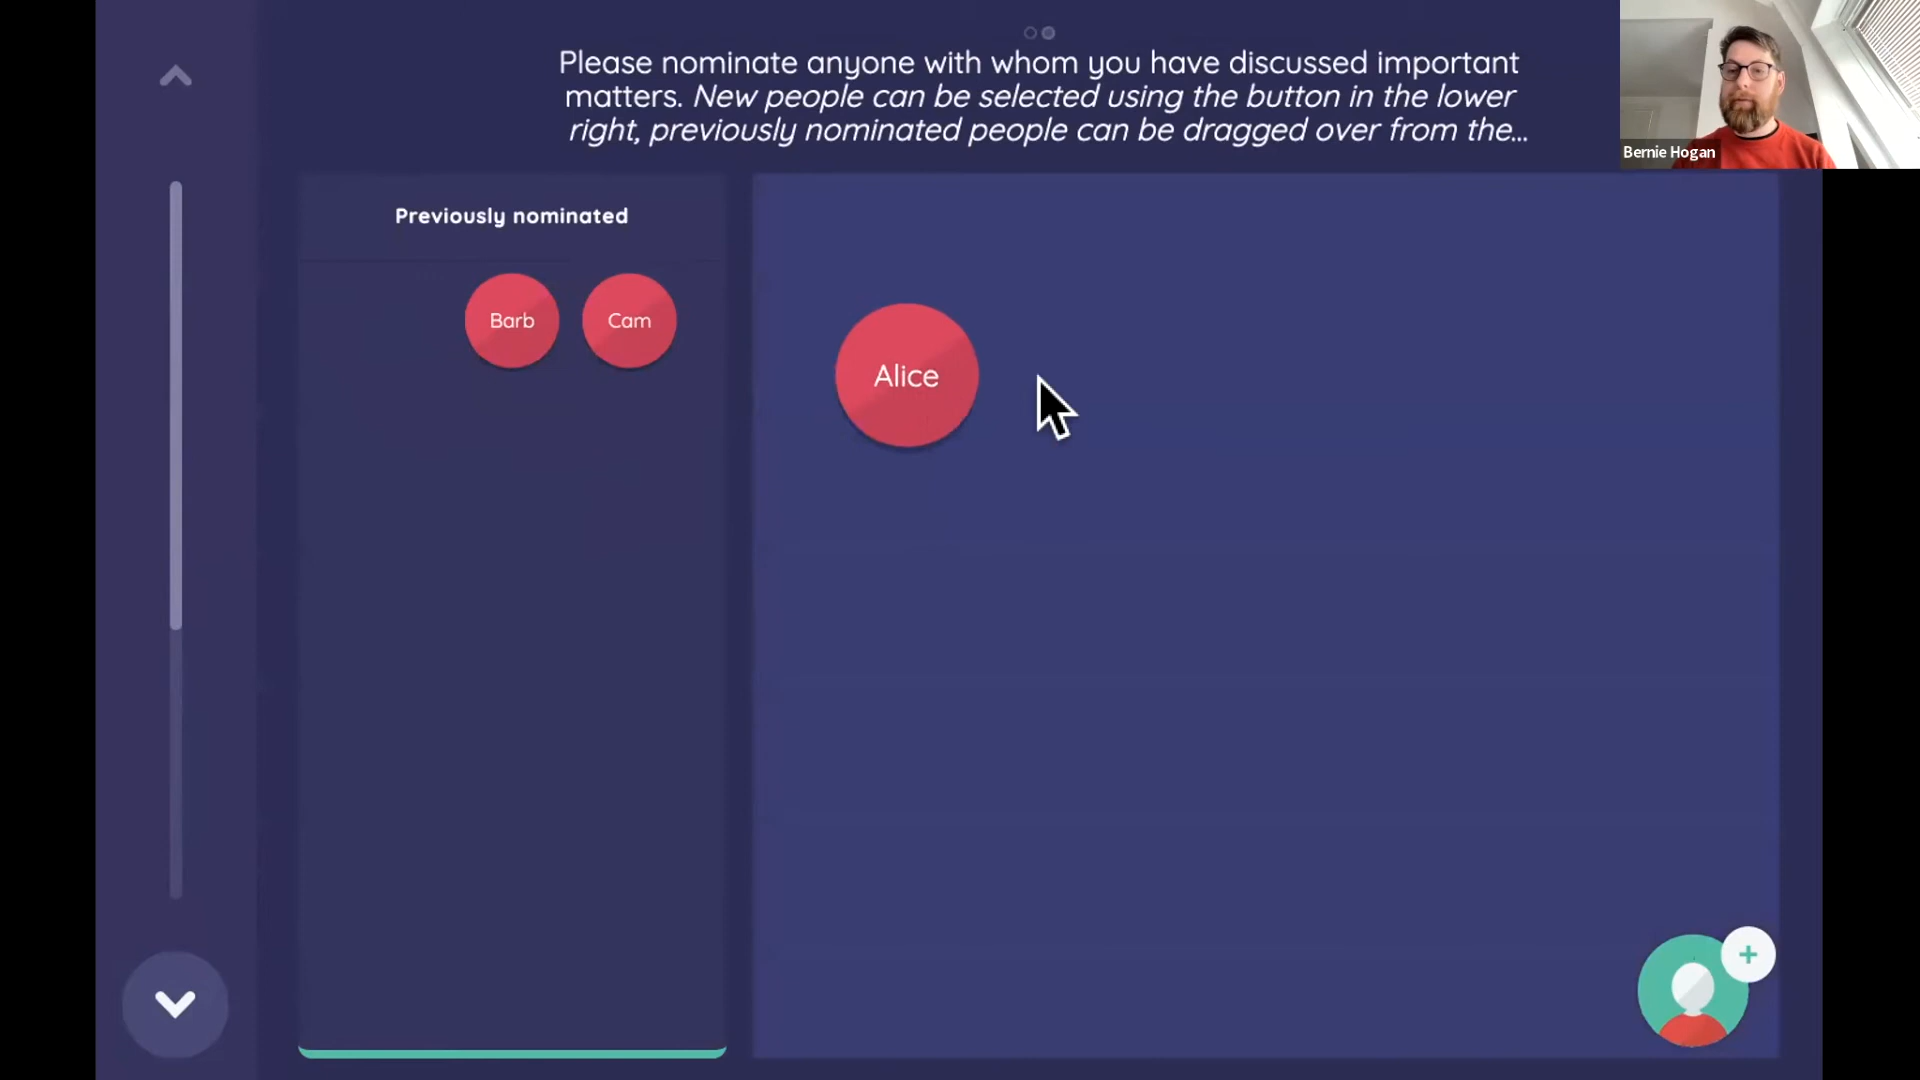 Please nominate anyone with whom you have discussed important
matters. New people can be selected using the button in the lower
right, previously nominated people can be dragged over from the...
Bernie Hogan
Previously nominated
Barb
Cam
Alice